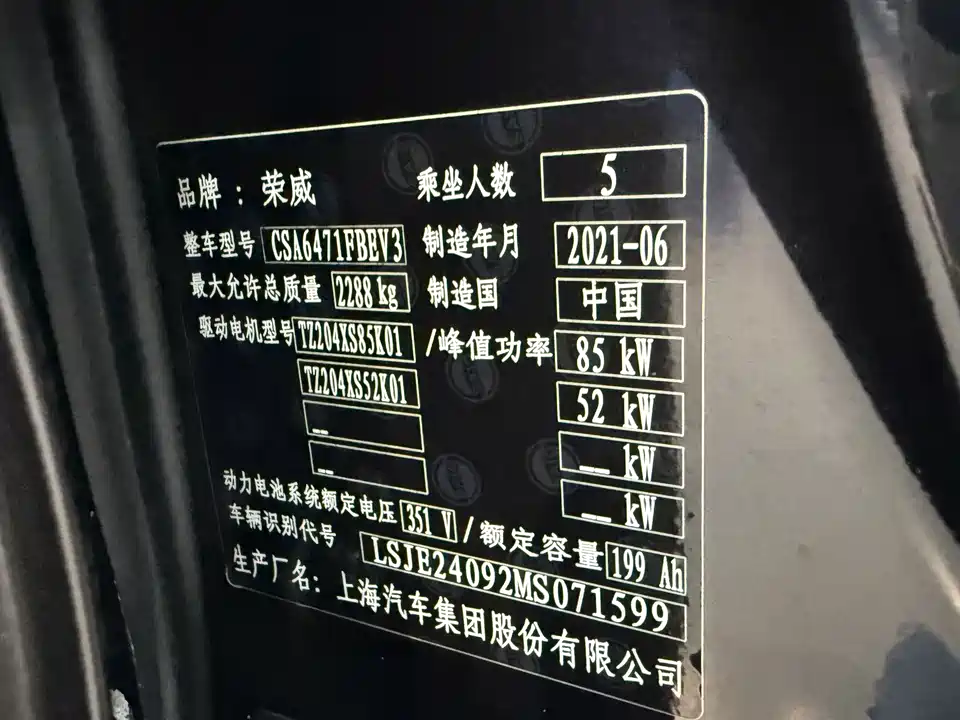 品牌：荣威 乘坐人数 5
整车型号 CSA6471FBEV3 制造年月 2021-06
最大允许总质量 2288 kg 制造国 中国
驱动电机型号 TZ204XS85K01 /峰值功率 85 kW
TZ204XS52K01 52 kW
__ __ kW
__ __ kW
动力电池系统额定电压 351 V /额定容量 199 Ah
车辆识别代号 LSJE24092MS071599
生产厂名：上海汽车集团股份有限公司